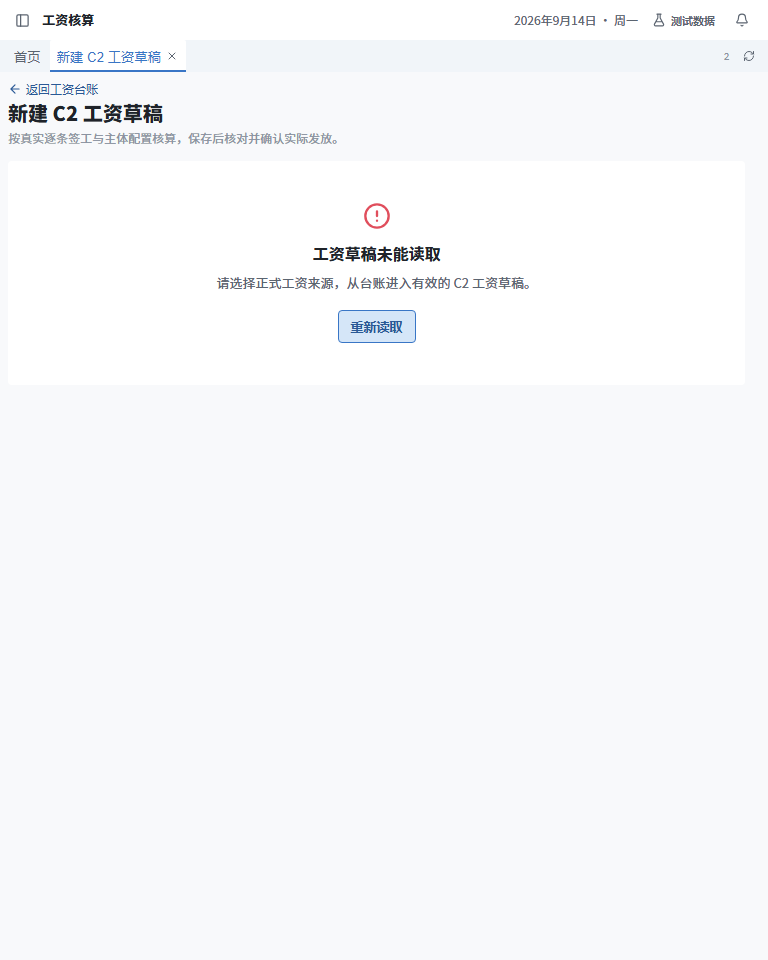 工资核算
2026年9月14日 • 周一 测试数据
首页 新建 C2 工资草稿 2
返回工资台账
新建 C2 工资草稿
按真实逐条签工与主体配置核算，保存后核对并确认实际发放。
工资草稿未能读取
请选择正式工资来源，从台账进入有效的 C2 工资草稿。
重新读取